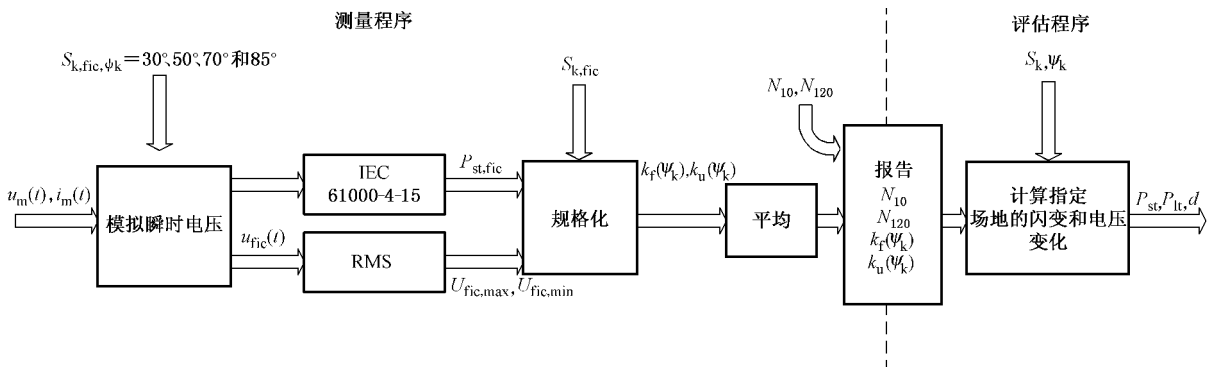 测量程序
评估程序
S_k,fic,ψ_k=30°、50°、70°和85°
S_k,fic
S_k,ψ_k
N_10,N_120
u_m(t),i_m(t)
模拟瞬时电压
IEC
61000-4-15
P_st,fic
u_fic(t)
RMS
U_fic,max,U_fic,min
规格化
k_f(ψ_k),k_u(ψ_k)
平均
报告
N_10
N_120
k_f(ψ_k)
k_u(ψ_k)
计算指定
场地的闪变和电压
变化
P_st,P_lt,d